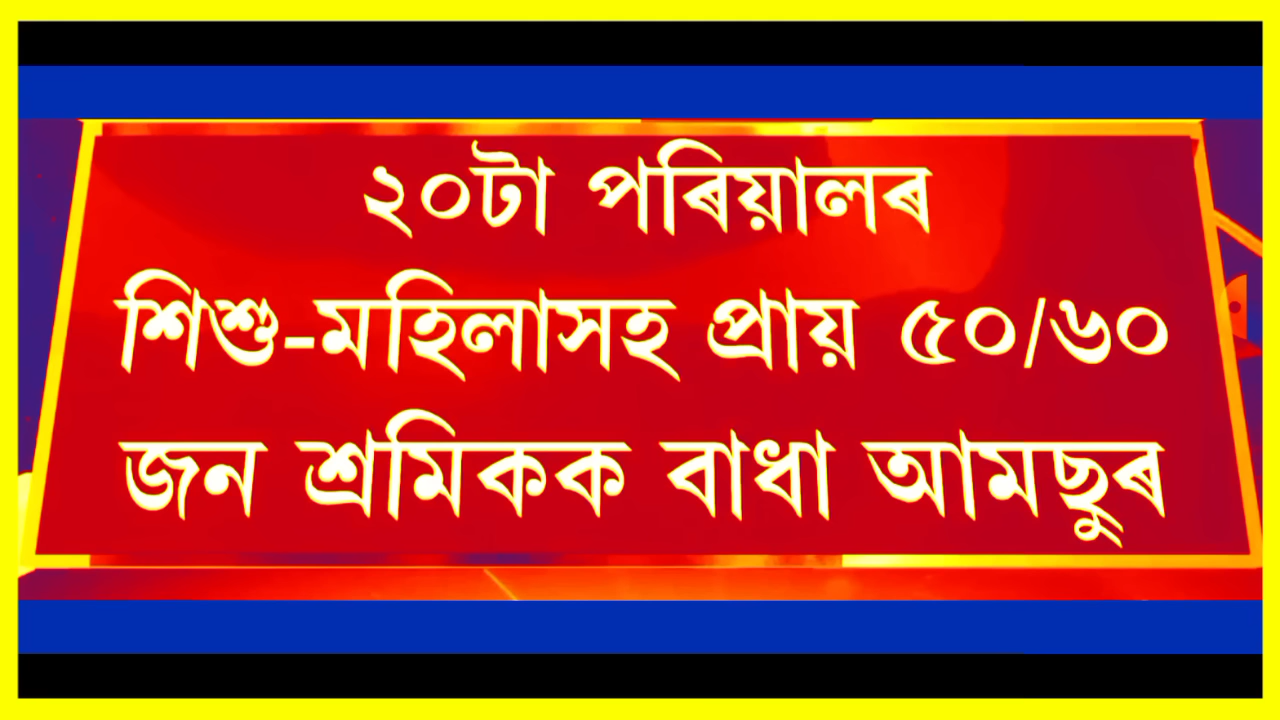 ২০টা পৰিয়ালৰ
শিশু-মহিলাসহ প্ৰায় ৫০/৬০
জন শ্ৰমিকক বাধা আমছুৰ